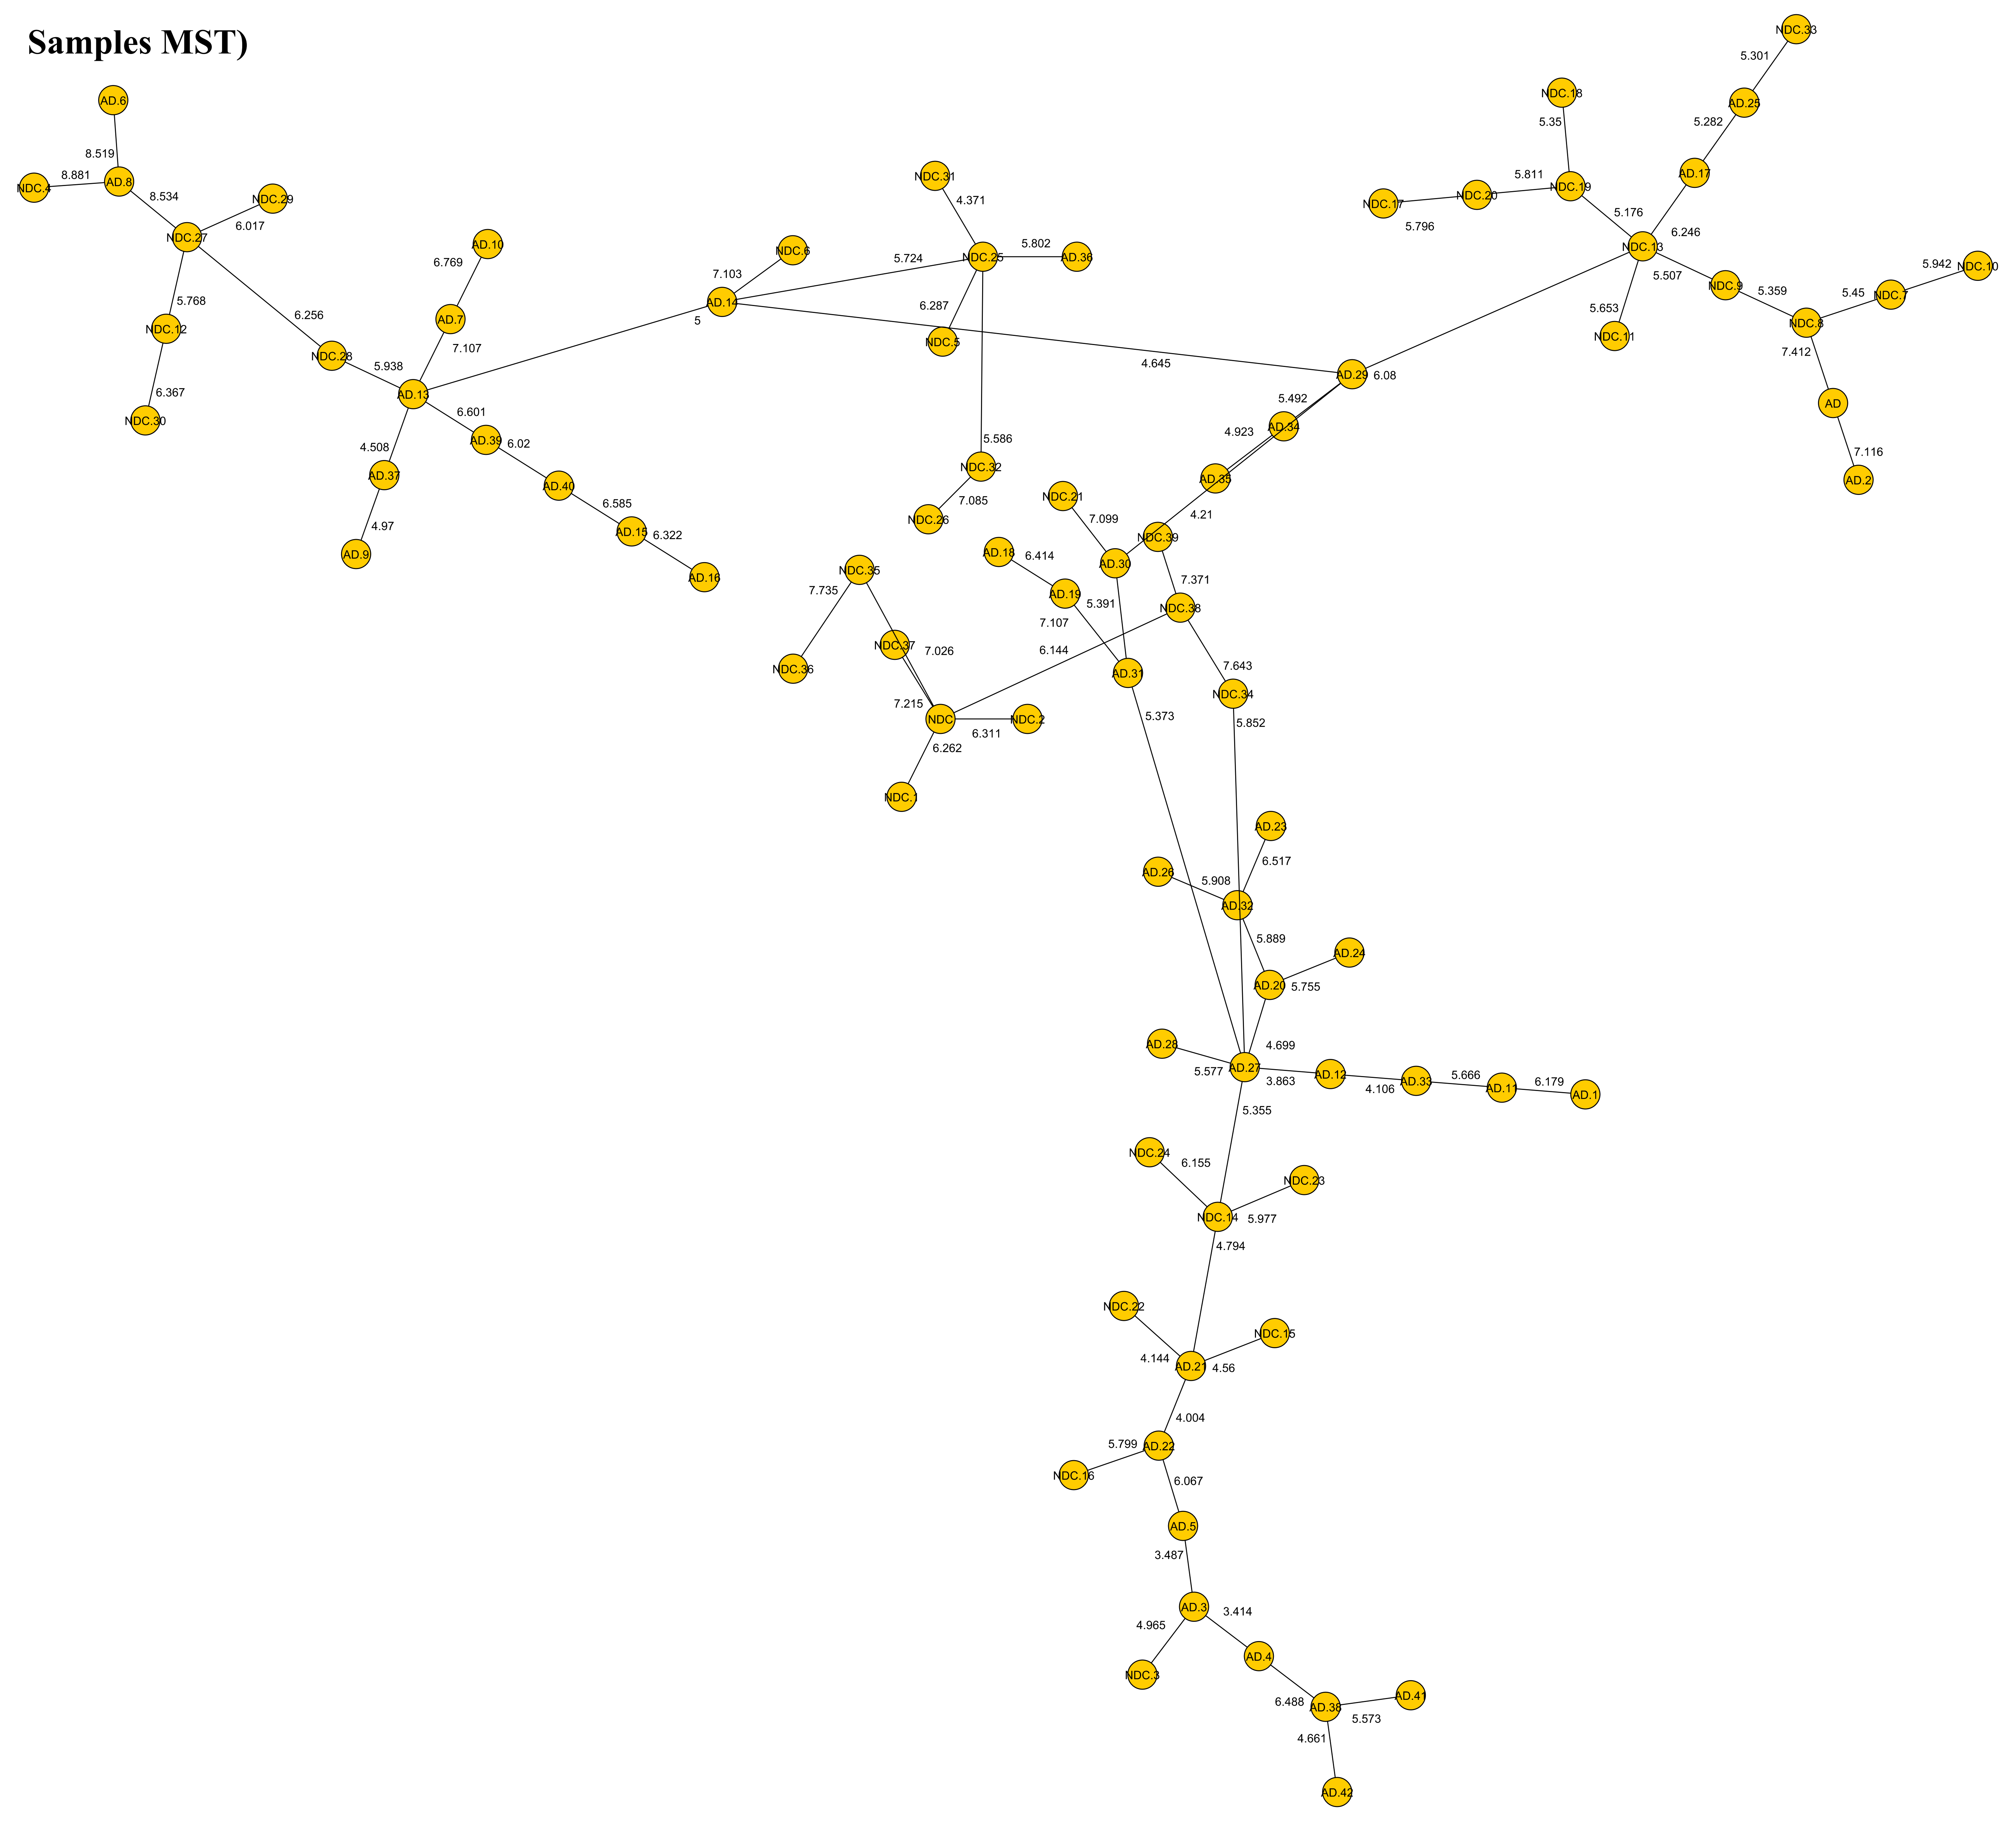 Samples MST)
NDC.33
5.301
NDC.18
AD.6
AD.25
5.35
5.282
8.519
NDC.4
8.881
AD.8
8.534
NDC.29
6.017
NDC.31
4.371
5.811
NDC.19
AD.17
NDC.17
NDC.20
5.796
5.176
6.246
NDC.27
AD.10
6.769
NDC.6
7.103
5.724
NDC.25
5.802
AD.36
NDC.13
5.507
5.942
NDC.10
NDC.9
5.359
5.45
NDC.7
5.768
NDC.12
6.256
AD.7
7.107
AD.14
5
6.287
NDC.5
5.653
NDC.11
NDC.8
7.412
NDC.28
5.938
4.645
AD.29
6.08
AD.13
6.367
NDC.30
6.601
5.492
AD.34
AD
AD.39
6.02
4.923
5.586
7.116
4.508
AD.37
NDC.32
AD.35
AD.2
AD.40
6.585
7.085
NDC.21
4.21
NDC.26
7.099
4.97
AD.15
6.322
NDC.39
AD.9
AD.18
6.414
AD.30
AD.16
NDC.35
7.735
7.371
AD.19
5.391
NDC.38
7.107
NDC.37
7.026
6.144
NDC.36
AD.31
7.643
NDC.34
7.215
NDC
6.311
NDC.2
5.373
5.852
6.262
NDC.1
AD.23
6.517
AD.26
5.908
AD.32
5.889
AD.24
AD.20
5.755
AD.28
4.699
5.577
AD.27
3.863
AD.12
4.106
AD.33
5.666
AD.11
6.179
AD.1
5.355
NDC.24
6.155
NDC.23
NDC.14
5.977
4.794
NDC.22
NDC.15
4.144
AD.21
4.56
4.004
5.799
AD.22
NDC.16
6.067
AD.5
3.487
AD.3
3.414
4.965
AD.4
NDC.3
6.488
AD.38
AD.41
5.573
4.661
AD.42